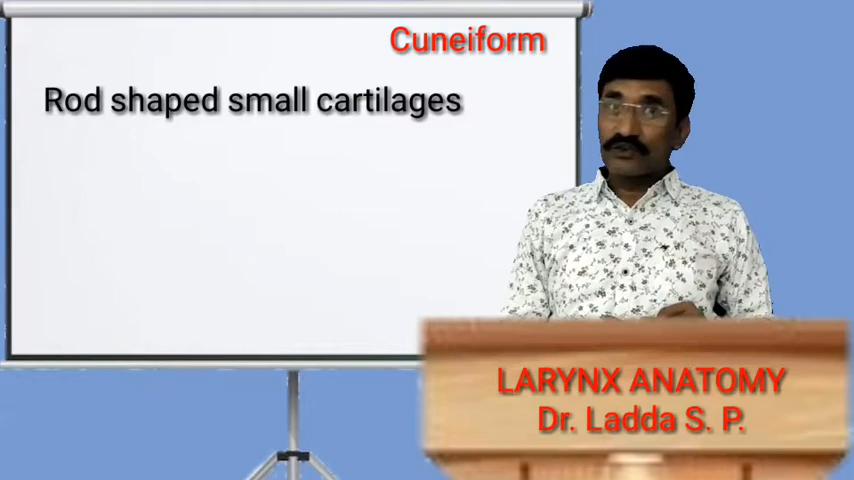 Cuneiform
Rod shaped small cartilages
LARYNX ANATOMY
Dr. Ladda S. P.